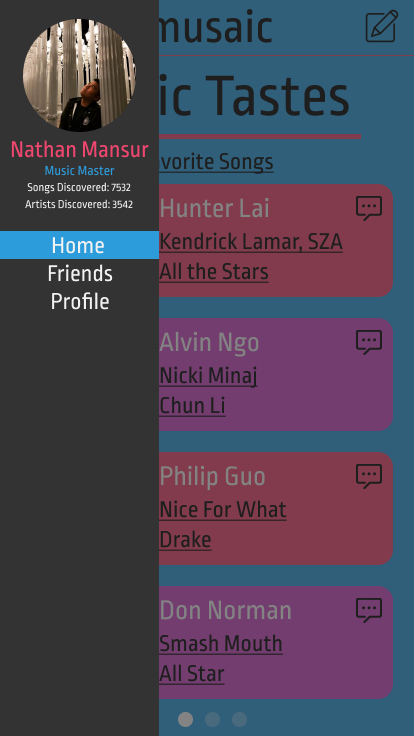 musaic
ic Tastes
vorite Songs
Nathan Mansur
Music Master
Songs Discovered: 7532
Artists Discovered: 3542
Home
Friends
Profile
Hunter Lai
Kendrick Lamar, SZA
All the Stars
Alvin Ngo
Nicki Minaj
Chun Li
Philip Guo
Nice For What
Drake
Don Norman
Smash Mouth
All Star